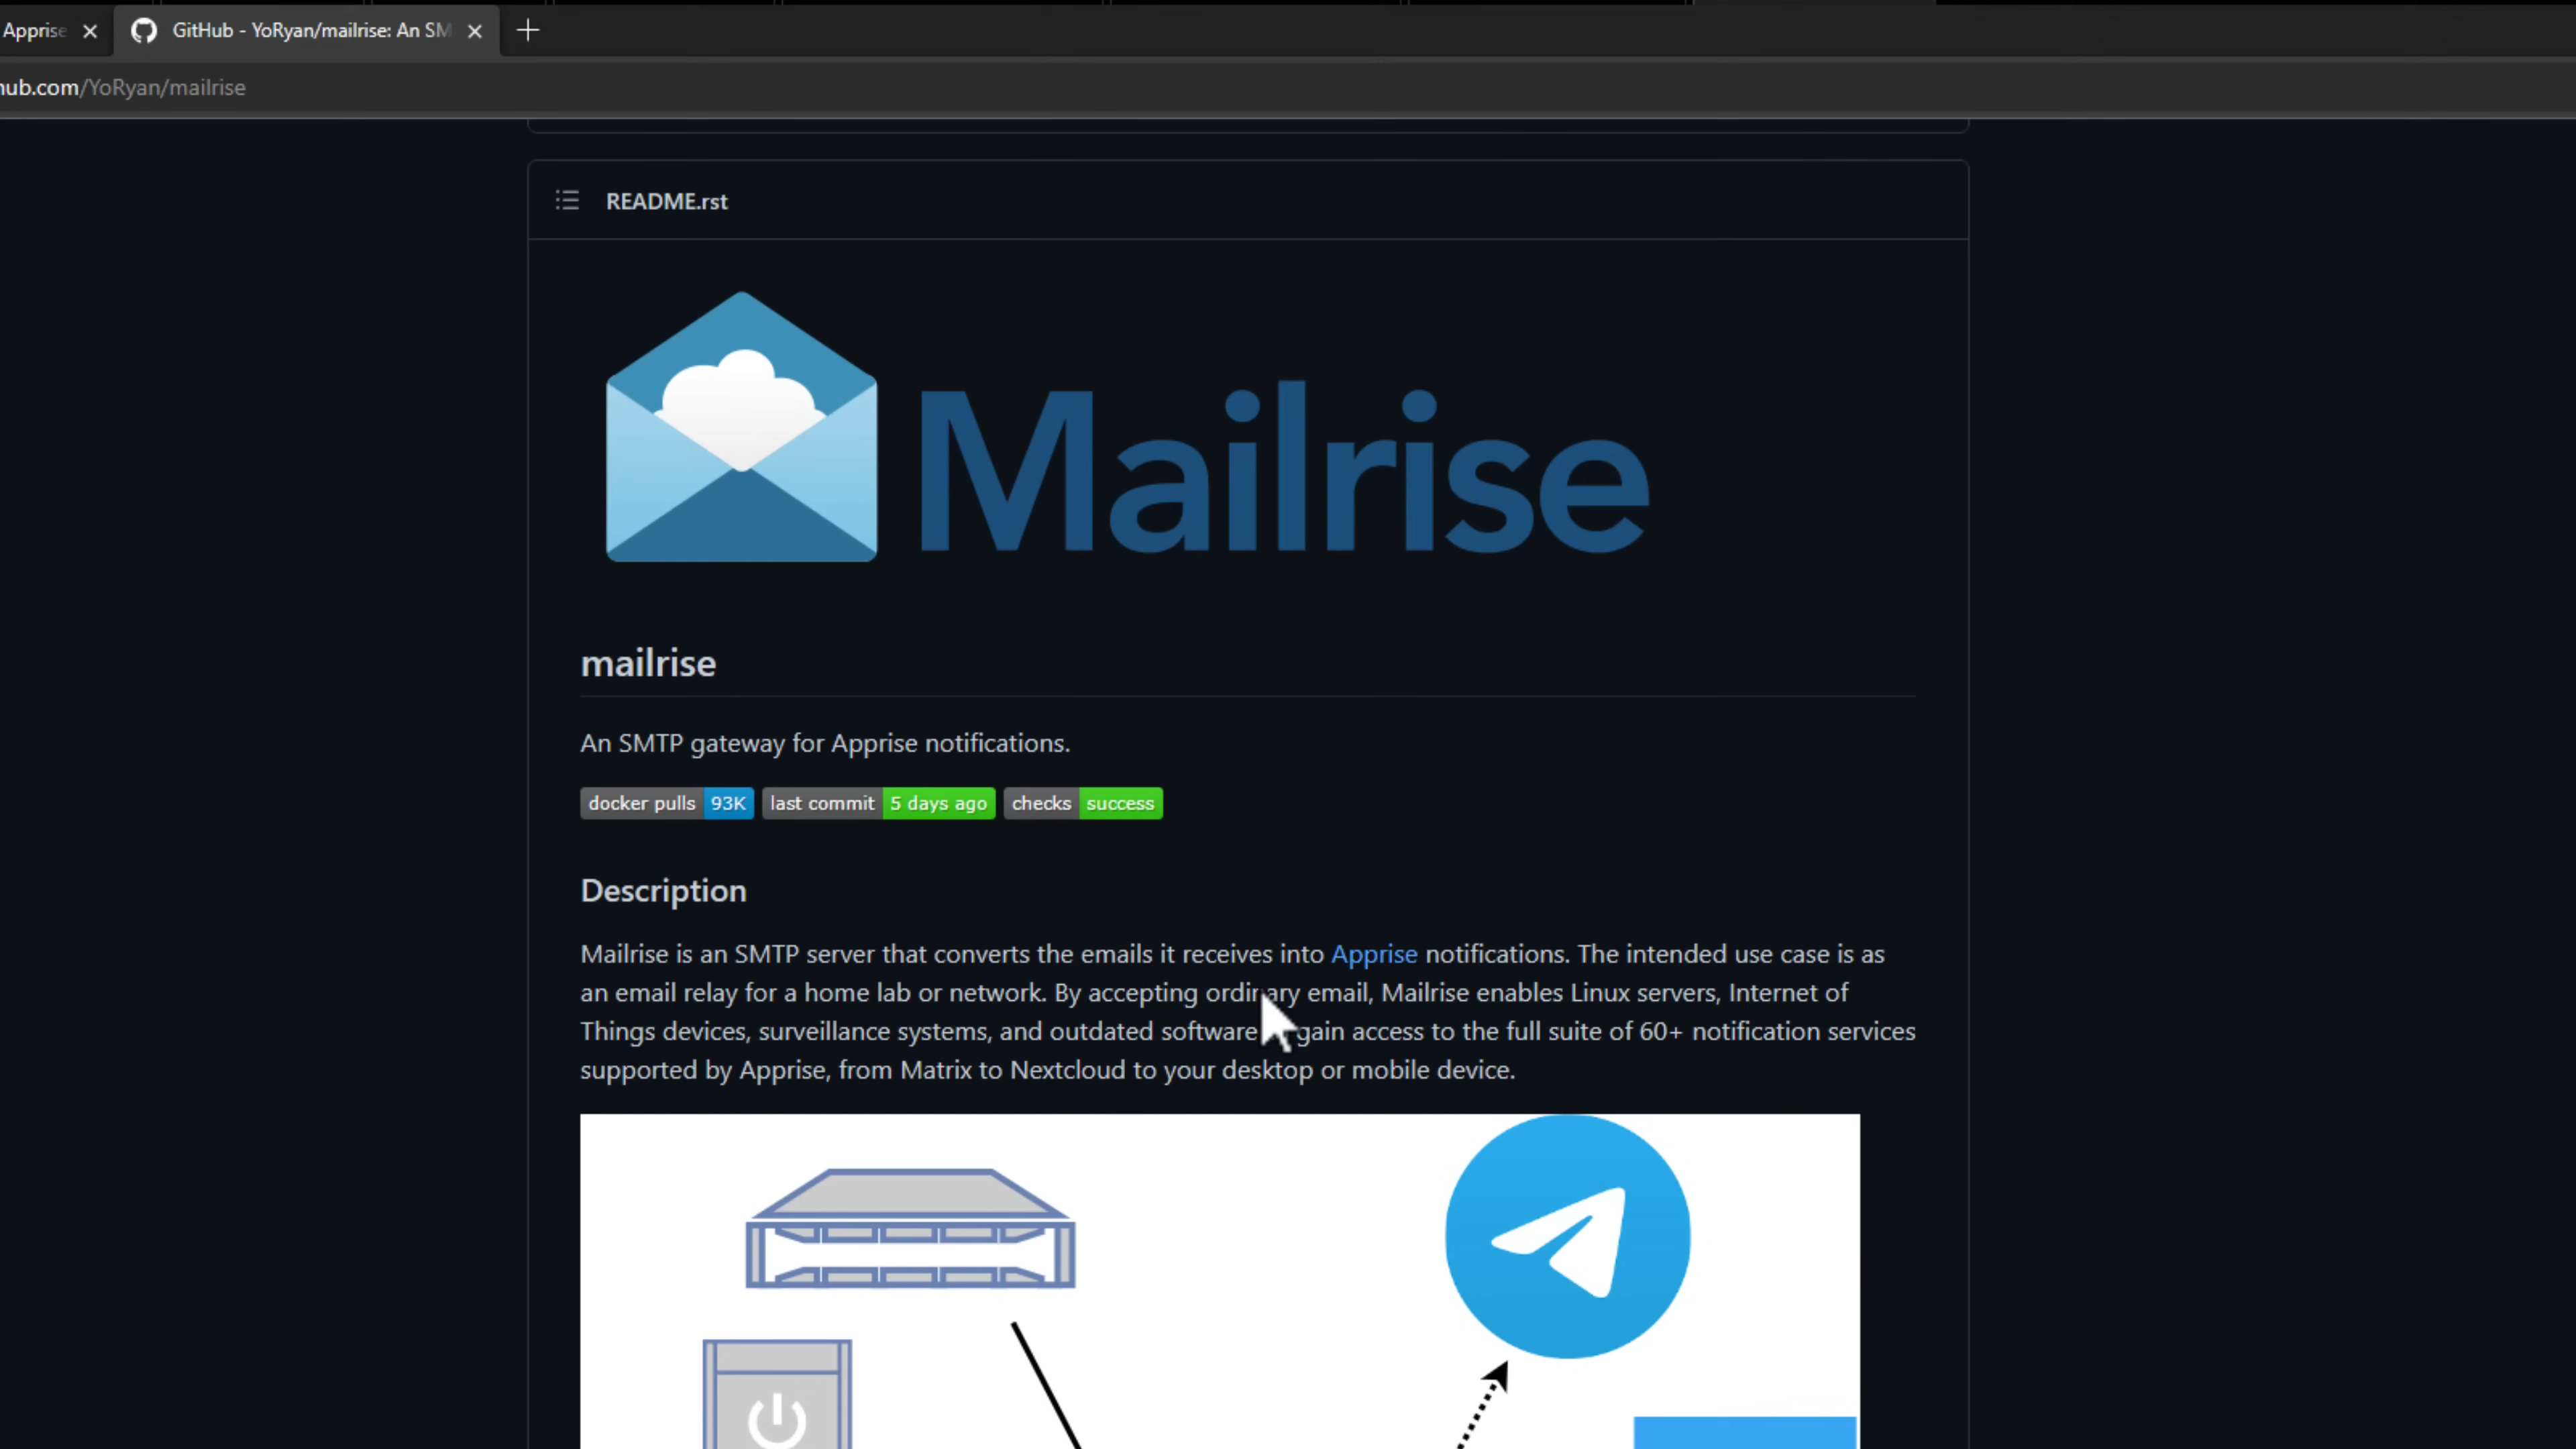 Apprise
GitHub - YoRyan/mailrise: An SM
hub.com/YoRyan/mailrise
README.rst
Mailrise
mailrise
An SMTP gateway for Apprise notifications.
docker pulls 93K last commit 5 days ago checks success
Description
Mailrise is an SMTP server that converts the emails it receives into Apprise notifications. The intended use case is as
an email relay for a home lab or network. By accepting ordinary email, Mailrise enables Linux servers, Internet of
Things devices, surveillance systems, and outdated software gain access to the full suite of 60+ notification services
supported by Apprise, from Matrix to Nextcloud to your desktop or mobile device.